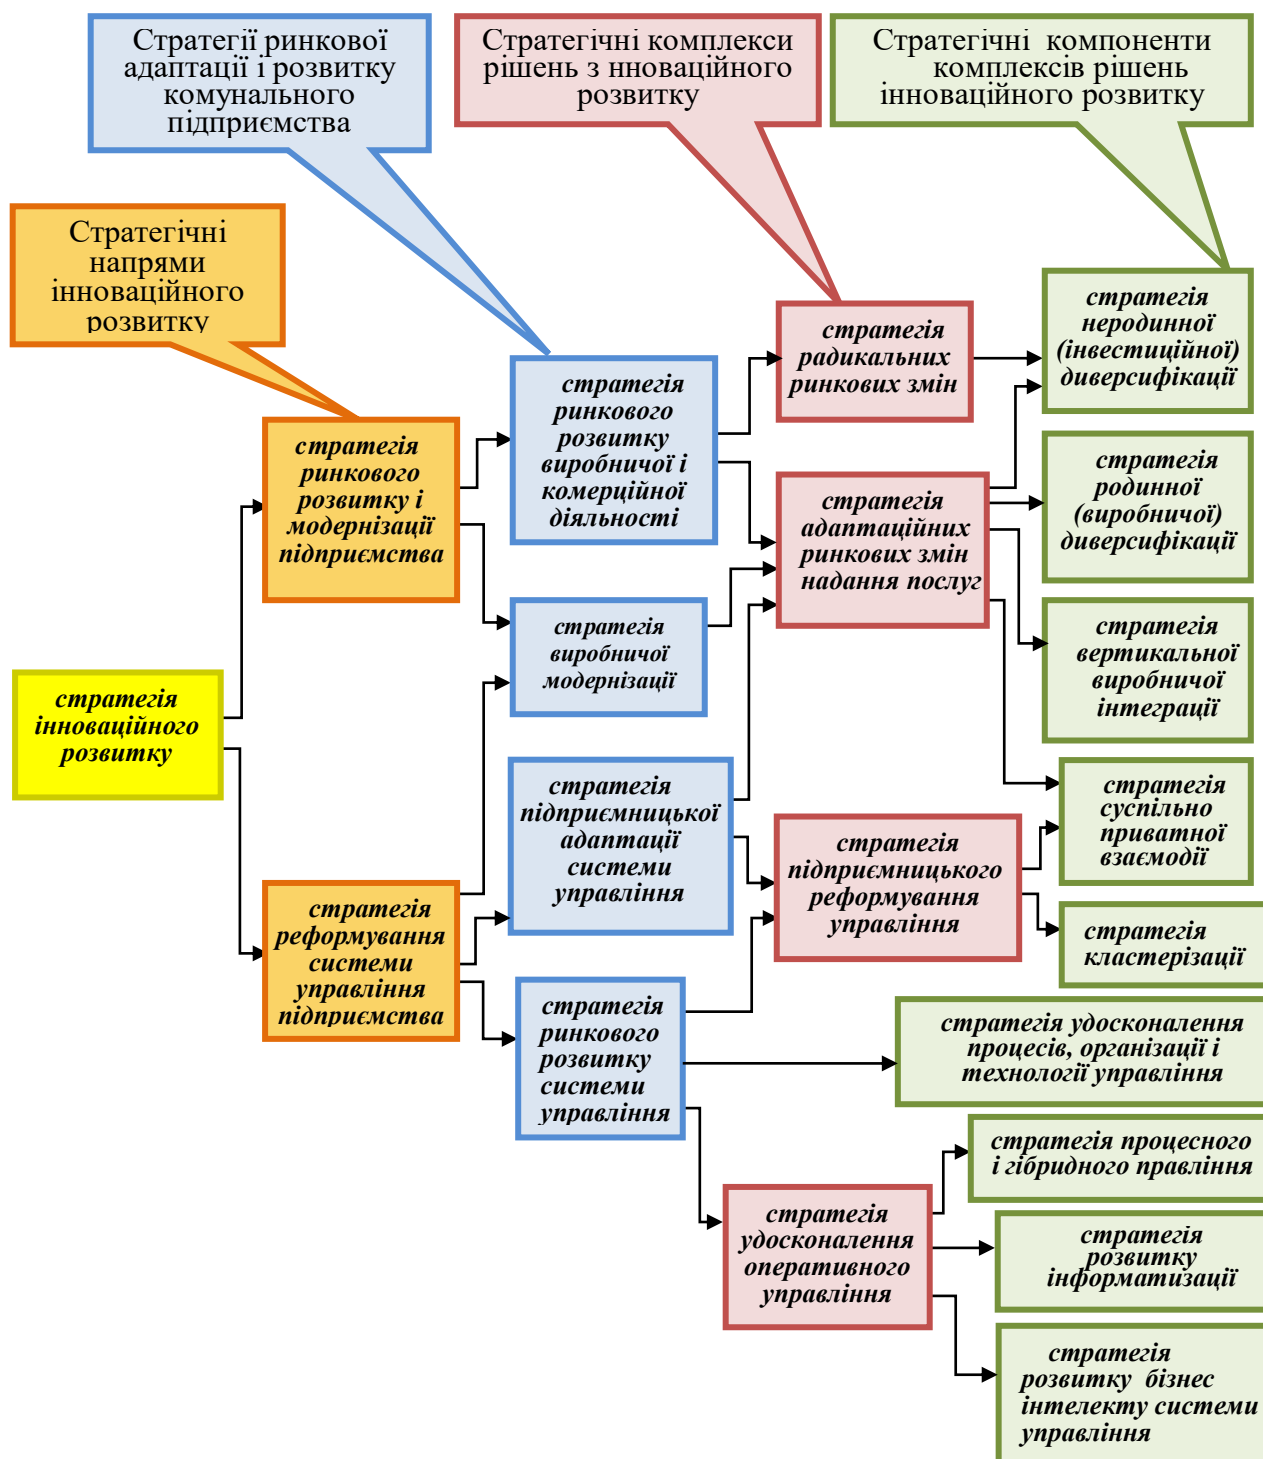 Стратегії ринкової
адаптації і розвитку
комунального
підприємства
Стратегічні комплекси
рішень з нноваційного
розвитку
Стратегічні компоненти
комплексів рішень
інноваційного розвитку
Стратегічні
напрями
інноваційного
розвитку
стратегія
інноваційного
розвитку
стратегія
ринкового
розвитку і
модернізації
підприємства
стратегія
реформування
системи
управління
підприємства
стратегія
ринкового
розвитку
виробничої і
комерційної
діяльності
стратегія
виробничої
модернізації
стратегія
підприємницької
адаптації
системи
управління
стратегія
ринкового
розвитку
системи
управління
стратегія
радикальних
ринкових змін
стратегія
адаптаційних
ринкових змін
надання послуг
стратегія
підприємницького
реформування
управління
стратегія
удосконалення
оперативного
управління
стратегія
неродинної
(інвестиційної)
диверсифікації
стратегія
родинної
(виробничої)
диверсифікації
стратегія
вертикальної
виробничої
інтеграції
стратегія
суспільно
приватної
взаємодії
стратегія
кластерізації
стратегія удосконалення
процесів, організації і
технології управління
стратегія процесного
і гібридного правління
стратегія
розвитку
інформатизації
стратегія
розвитку бізнес
інтелекту системи
управління